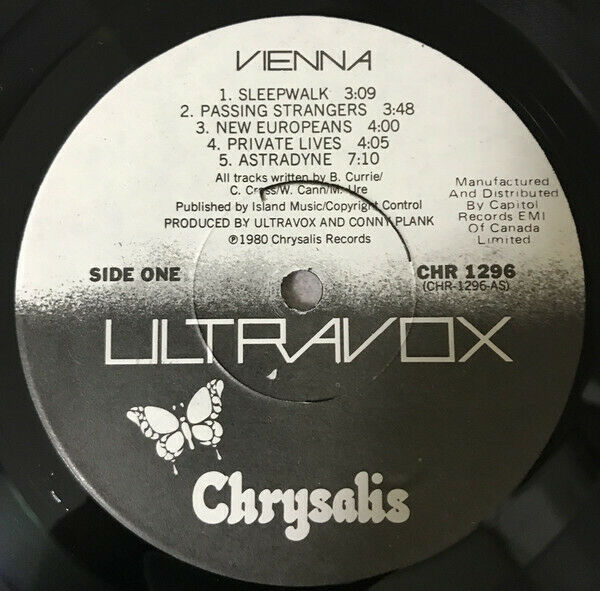 VIENNA
1. SLEEPWALK 3:09
2. PASSING STRANGERS 3:48
3. NEW EUROPEANS 4:00
4. PRIVATE LIVES 4:05
5. ASTRADYNE 7:10
All tracks written by B. Currie/
C. Cross/W. Cann/M. Ure
Published by Island Music/Copyright Control
PRODUCED BY ULTRAVOX AND CONNY PLANK
℗1980 Chrysalis Records
Manufactured
And Distributed
By Capitol
Records EMI
Of Canada
Limited
SIDE ONE
CHR 1296
(CHR-1296-AS)
ULTRAVOX
Chrysalis